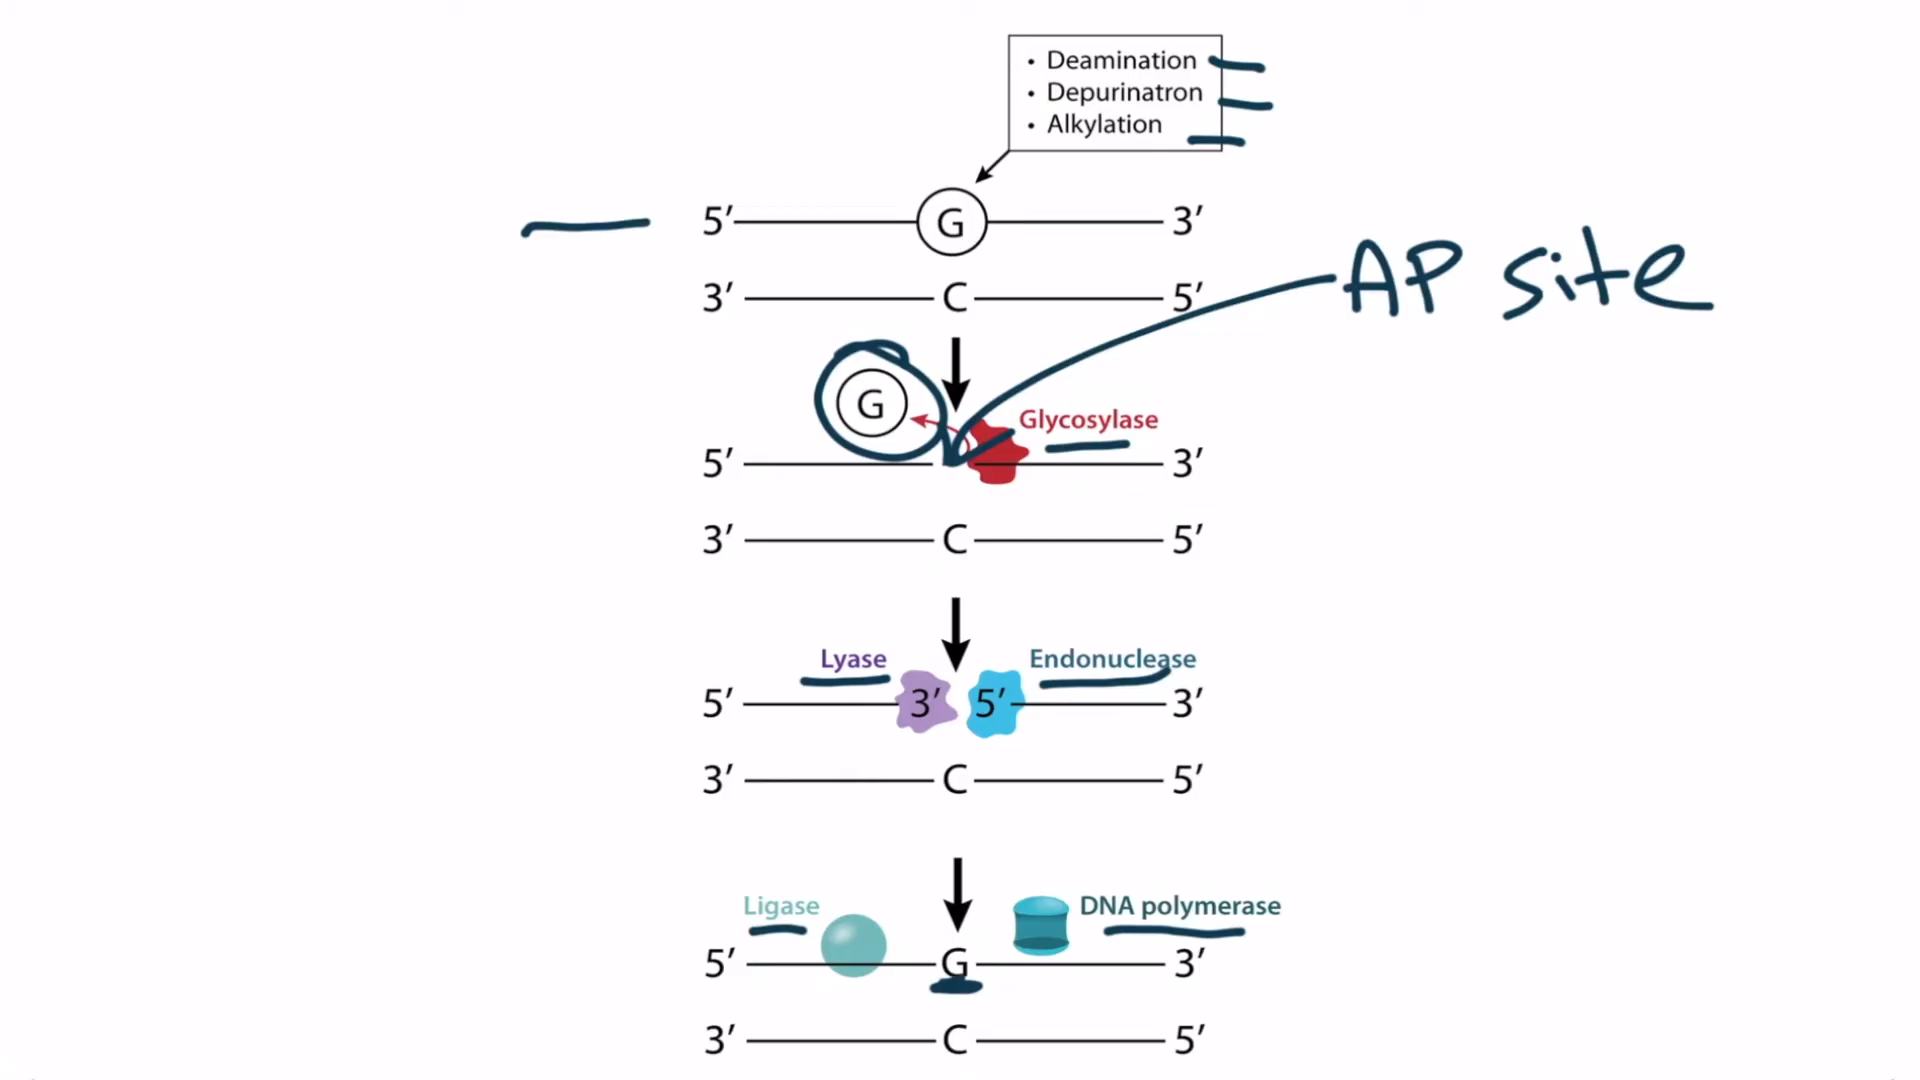 • Deamination
• Depurinatron
• Alkylation
5′ G 3′
AP site
3′ C 5′
G
Glycosylase
5′ 3′
3′ C 5′
Lyase Endonuclease
5′ 3′ 5′ 3′
3′ C 5′
Ligase DNA polymerase
5′ G 3′
3′ C 5′